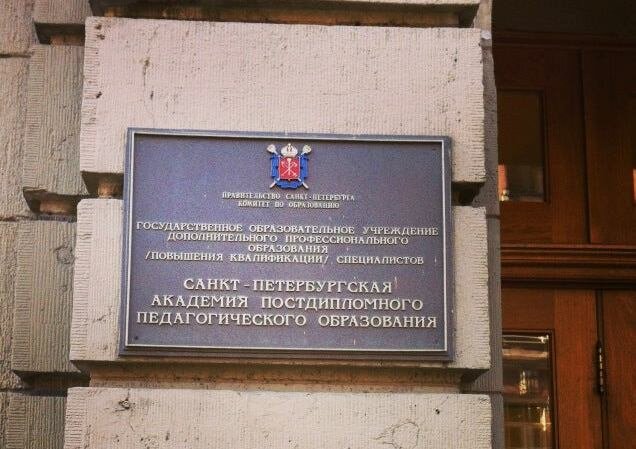 ПРАВИТЕЛЬСТВО САНКТ-ПЕТЕРБУРГА
КОМИТЕТ ПО ОБРАЗОВАНИЮ
ГОСУДАРСТВЕННОЕ ОБРАЗОВАТЕЛЬНОЕ УЧРЕЖДЕНИЕ
ДОПОЛНИТЕЛЬНОГО ПРОФЕССИОНАЛЬНОГО
ОБРАЗОВАНИЯ
/ПОВЫШЕНИЯ КВАЛИФИКАЦИИ/ СПЕЦИАЛИСТОВ
САНКТ-ПЕТЕРБУРГСКАЯ
АКАДЕМИЯ ПОСТДИПЛОМНОГО
ПЕДАГОГИЧЕСКОГО ОБРАЗОВАНИЯ